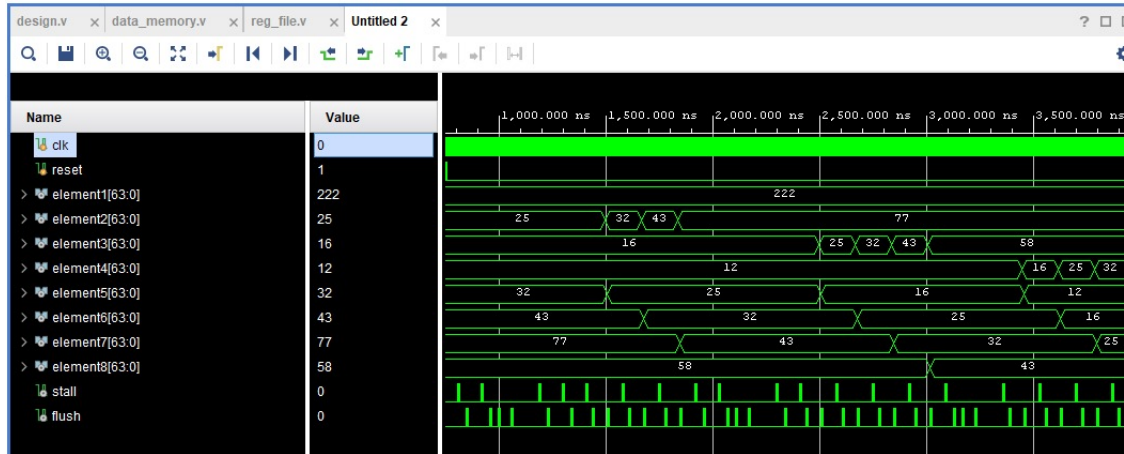 design.v × data_memory.v × reg_file.v × Untitled 2 × ?
Name Value 1,000.000 ns 1,500.000 ns 2,000.000 ns 2,500.000 ns 3,000.000 ns 3,500.000 ns
clk 0
reset 1
> element1[63:0] 222 222
> element2[63:0] 25 25 32 43 77
> element3[63:0] 16 16 25 32 43 58
> element4[63:0] 12 12 16 25 32
> element5[63:0] 32 32 25 16 12
> element6[63:0] 43 43 32 25 16
> element7[63:0] 77 77 43 32 25
> element8[63:0] 58 58 43
stall 0
flush 0